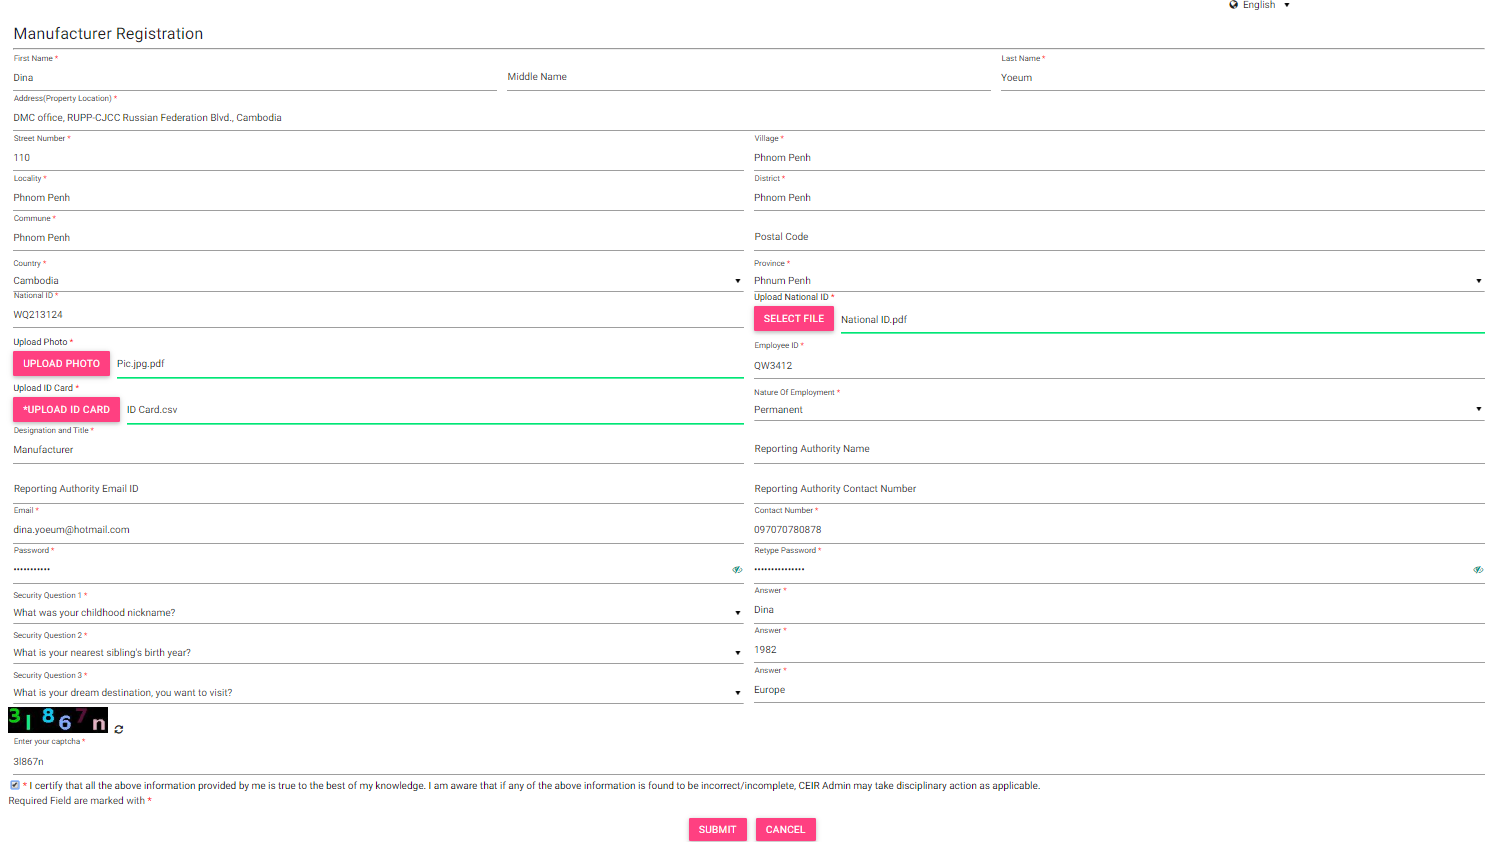 English
Manufacturer Registration
First Name *
Last Name *
Dina
Middle Name
Yoeum
Address(Property Location) *
DMC office, RUPP-CJCC Russian Federation Blvd., Cambodia
Street Number *
Village *
110
Phnom Penh
Locality *
District *
Phnom Penh
Phnom Penh
Commune *
Phnom Penh
Postal Code
Country *
Province *
Cambodia
Phnum Penh
National ID *
Upload National ID *
WQ213124
SELECT FILE
National ID.pdf
Upload Photo *
Employee ID *
UPLOAD PHOTO
Pic.jpg.pdf
QW3412
Upload ID Card *
Nature Of Employment *
*UPLOAD ID CARD
ID Card.csv
Permanent
Designation and Title *
Manufacturer
Reporting Authority Name
Reporting Authority Email ID
Reporting Authority Contact Number
Email *
Contact Number *
dina.yoeum@hotmail.com
097070780878
Password *
Retype Password *
•••••••••••
•••••••••••••••
Security Question 1 *
Answer *
What was your childhood nickname?
Dina
Security Question 2 *
Answer *
What is your nearest sibling's birth year?
1982
Security Question 3 *
Answer *
What is your dream destination, you want to visit?
Europe
3l867n
Enter your captcha *
3l867n
* I certify that all the above information provided by me is true to the best of my knowledge. I am aware that if any of the above information is found to be incorrect/incomplete, CEIR Admin may take disciplinary action as applicable.
Required Field are marked with *
SUBMIT
CANCEL